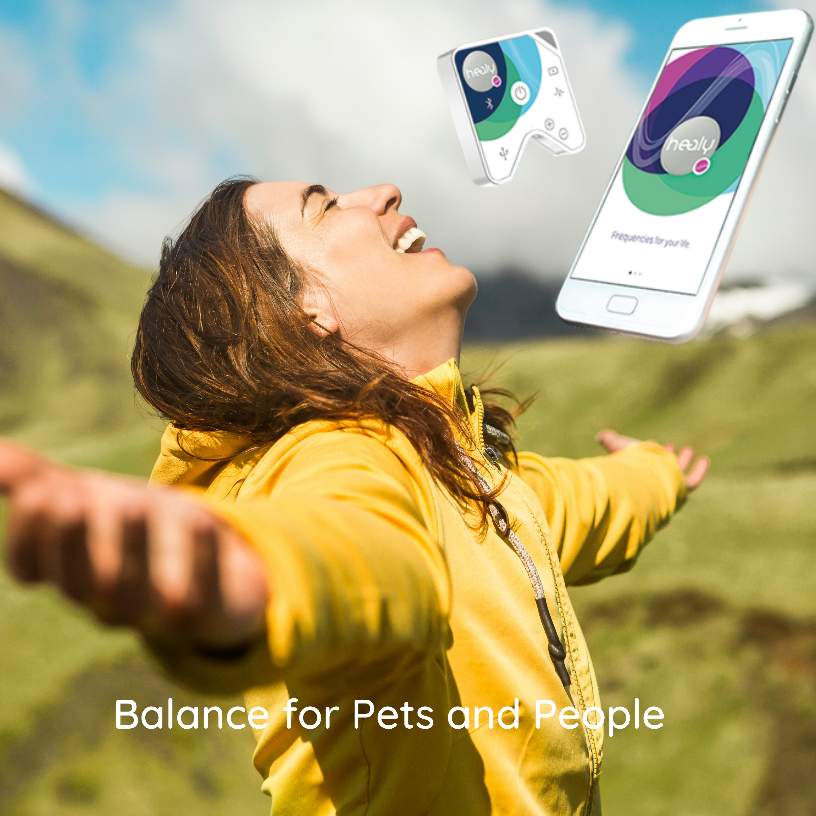 healy
healy
Frequencies for your life.
Balance for Pets and People